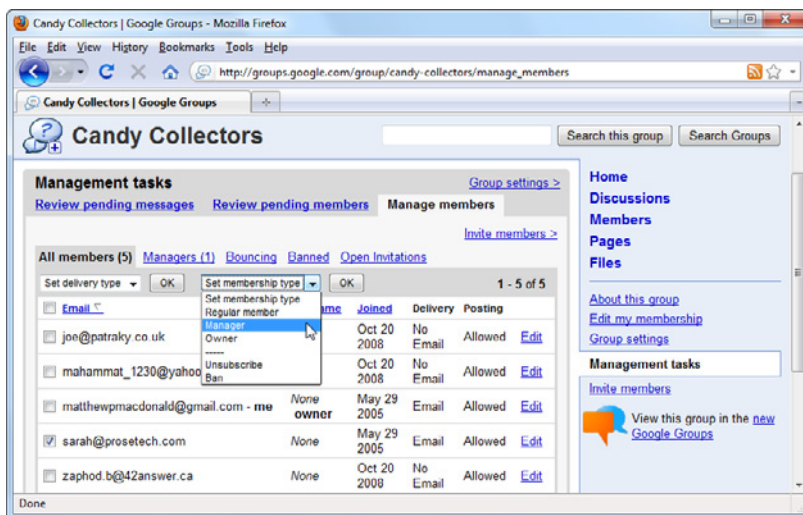 Candy Collectors | Google Groups - Mozilla Firefox
File Edit View History Bookmarks Tools Help
http://groups.google.com/group/candy-collectors/manage_members
Candy Collectors | Google Groups
Candy Collectors
Search this group Search Groups
Management tasks
Group settings >
Review pending messages Review pending members Manage members
Invite members >
All members (5) Managers (1) Bouncing Banned Open Invitations
Set delivery type OK Set membership type OK 1 - 5 of 5
Set membership type
Regular member
Manager
Owner
-----
Unsubscribe
Ban
Email Joined Delivery Posting
joe@patraky.co.uk Oct 20 2008 No Email Allowed Edit
mahammat_1230@yahoo Oct 20 2008 No Email Allowed Edit
matthewpmacdonald@gmail.com - me None owner May 29 2005 Email Allowed Edit
sarah@prosetech.com None May 29 2005 Email Allowed Edit
zaphod.b@42answer.ca None Oct 20 2008 No Email Allowed Edit
Home
Discussions
Members
Pages
Files
About this group
Edit my membership
Group settings
Management tasks
Invite members
View this group in the new
Google Groups
Done